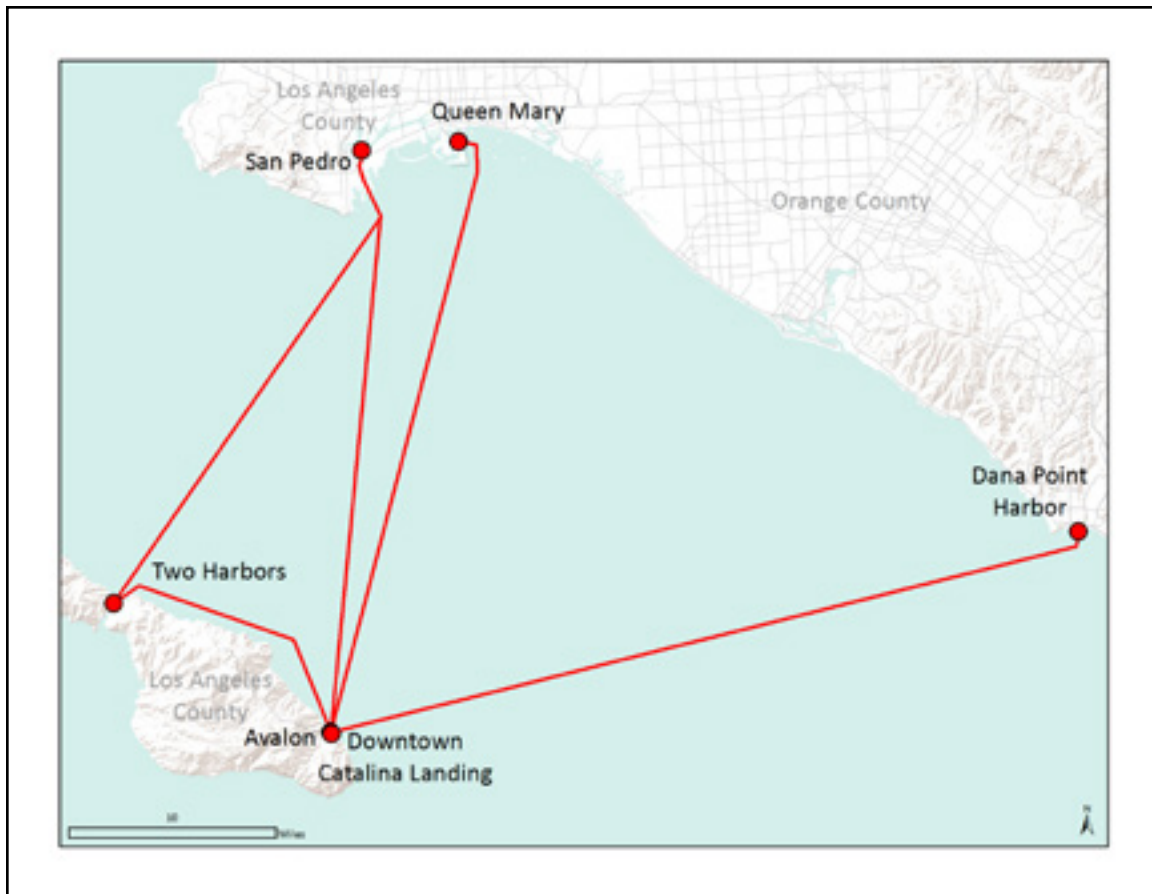 Los Angeles
County
Queen Mary
San Pedro
Orange County
Dana Point
Harbor
Two Harbors
Los Angeles
County
Avalon
Downtown
Catalina Landing
10
Miles
N